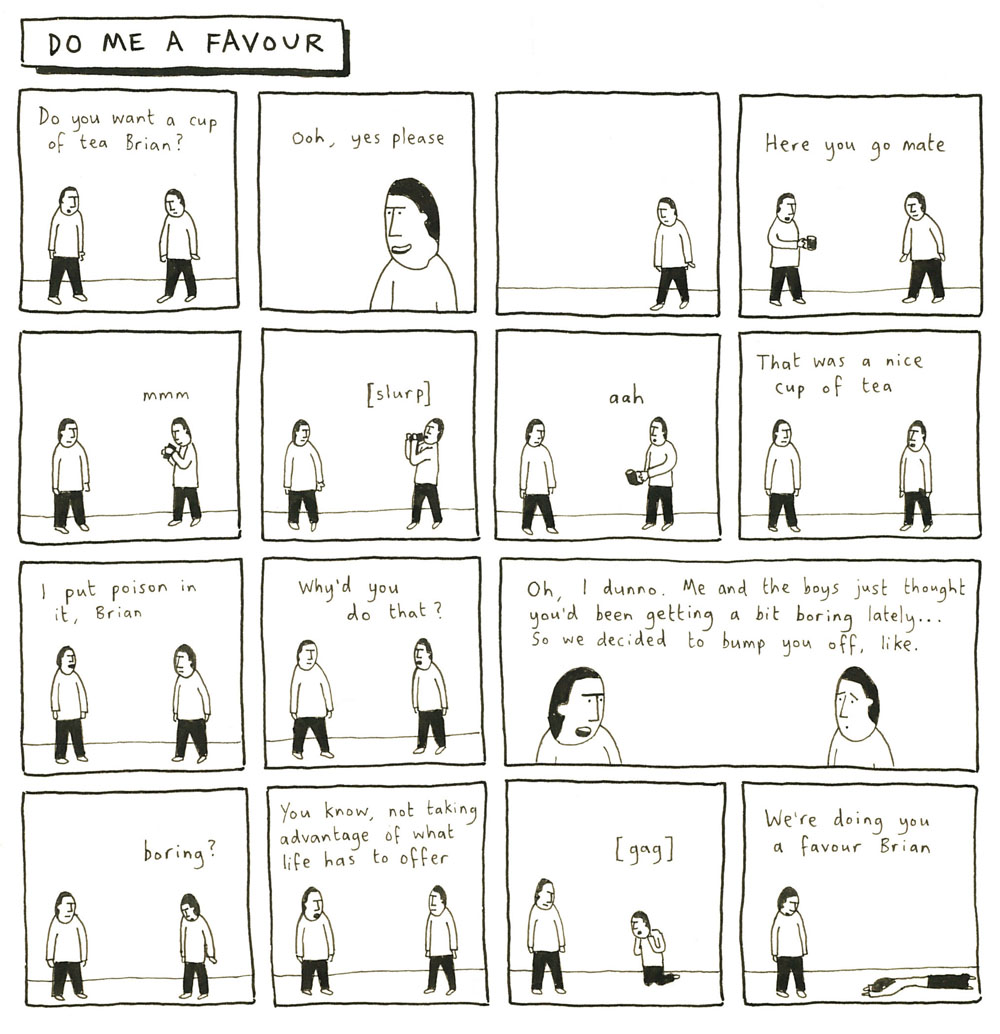 DO ME A FAVOUR
Do you want a cup
of tea Brian?
Ooh, yes please
Here you go mate
mmm
[slurp]
aah
That was a nice
cup of tea
I put poison in
it, Brian
Why'd you
do that?
Oh, I dunno. Me and the boys just thought
you'd been getting a bit boring lately...
So we decided to bump you off, like.
boring?
You know, not taking
advantage of what
life has to offer
[gag]
We're doing you
a favour Brian